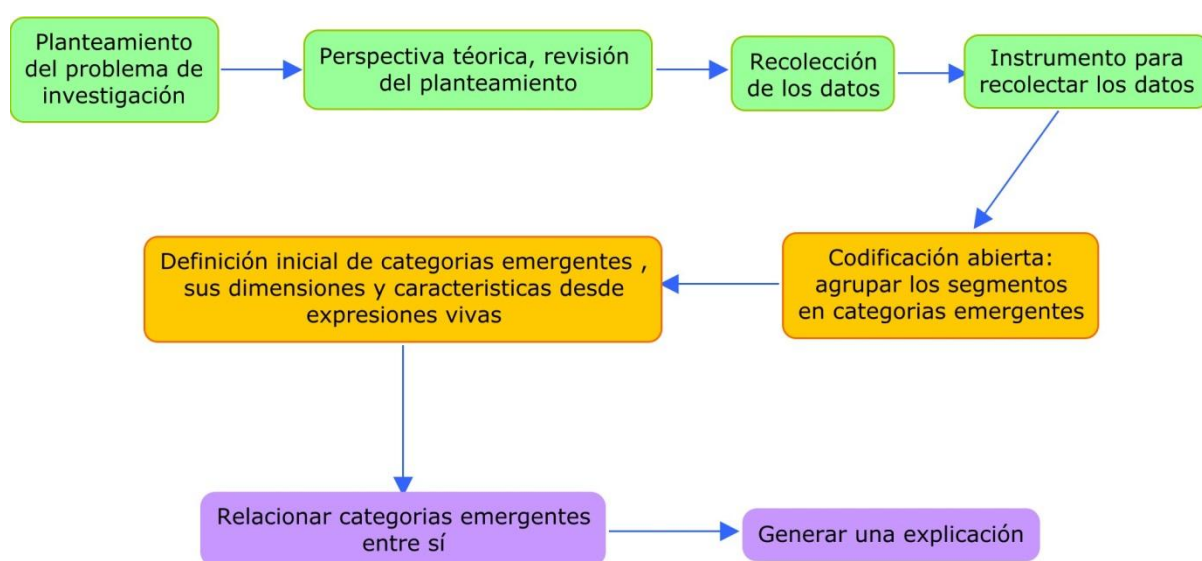 Planteamiento
del problema de
investigación
Perspectiva téorica, revisión
del planteamiento
Recolección
de los datos
Instrumento para
recolectar los datos
Codificación abierta:
agrupar los segmentos
en categorias emergentes
Definición inicial de categorias emergentes ,
sus dimensiones y caracteristicas desde
expresiones vivas
Relacionar categorias emergentes
entre sí
Generar una explicación